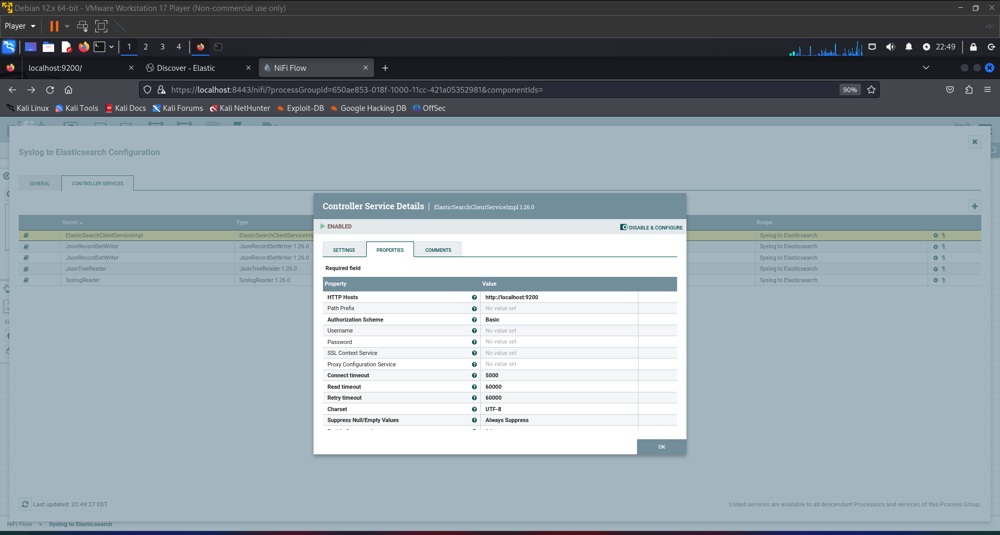 Debian 12.x 64-bit - VMware Workstation 17 Player (Non-commercial use only)
Player
1 2 3 4 22:49
localhost:9200/ Discover - Elastic NiFi Flow
https://localhost:8443/nifi/?processGroupId=650ae853-018f-1000-11cc-421a05352981&componentIds= 90%
Kali Linux Kali Tools Kali Docs Kali Forums Kali NetHunter Exploit-DB Google Hacking DB OffSec
Harsh
Syslog to Elasticsearch Configuration
GENERAL CONTROLLER SERVICES
Name Type Scope
ElasticSearchClientServiceImpl ElasticSearchClientServiceImp Syslog to Elasticsearch
JsonRecordSetWriter JsonRecordSetWriter 1.26.0 Syslog to Elasticsearch
JsonRecordSetWriter JsonRecordSetWriter 1.26.0 Syslog to Elasticsearch
JsonTreeReader JsonTreeReader 1.26.0 Syslog to Elasticsearch
SyslogReader SyslogReader 1.26.0 Syslog to Elasticsearch
Controller Service Details | ElasticSearchClientServiceImpl 1.26.0
ENABLED DISABLE & CONFIGURE
SETTINGS PROPERTIES COMMENTS
Required field
Property Value
HTTP Hosts http://localhost:9200
Path Prefix No value set
Authorization Scheme Basic
Username No value set
Password No value set
SSL Context Service No value set
Proxy Configuration Service No value set
Connect timeout 5000
Read timeout 60000
Retry timeout 60000
Charset UTF-8
Suppress Null/Empty Values Always Suppress
OK
Last updated: 22:49:27 EDT
Listed services are available to all descendant Processors and services of this Process Group.
NiFi Flow » Syslog to Elasticsearch